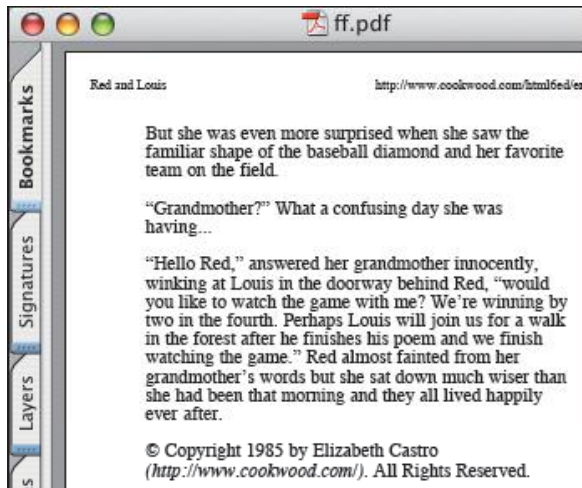 ff.pdf
Bookmarks
Signatures
Layers
Red and Louis
http://www.cookwood.com/html6ed/e
But she was even more surprised when she saw the
familiar shape of the baseball diamond and her favorite
team on the field.
“Grandmother?” What a confusing day she was
having...
“Hello Red,” answered her grandmother innocently,
winking at Louis in the doorway behind Red, “would
you like to watch the game with me? We’re winning by
two in the fourth. Perhaps Louis will join us for a walk
in the forest after he finishes his poem and we finish
watching the game.” Red almost fainted from her
grandmother’s words but she sat down much wiser than
she had been that morning and they all lived happily
ever after.
© Copyright 1985 by Elizabeth Castro
(http://www.cookwood.com/). All Rights Reserved.